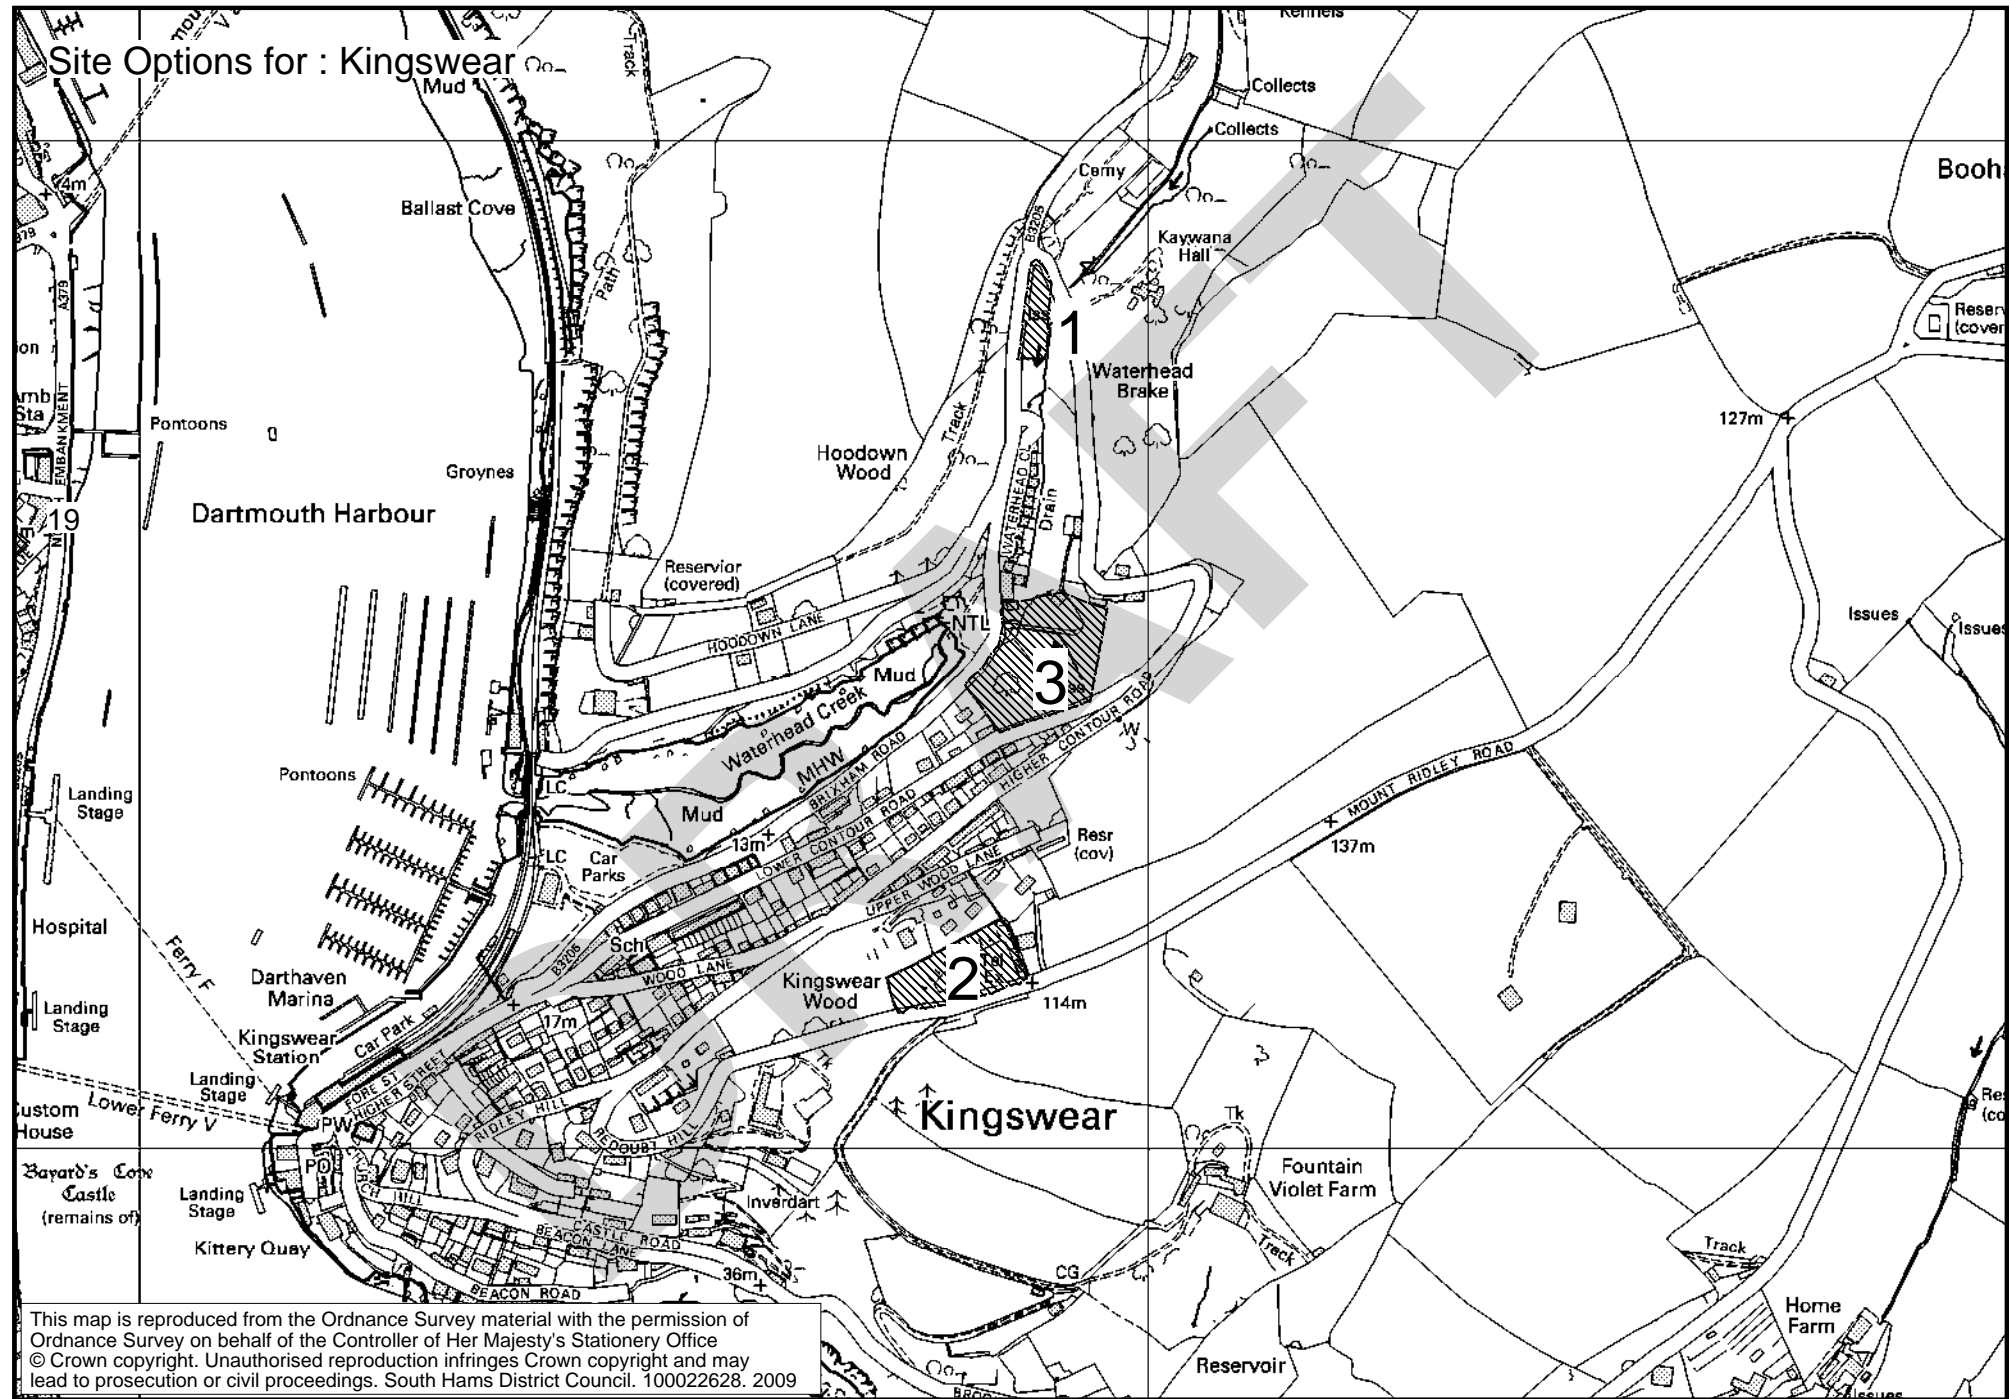 Site Options for : Kingswear
Mud
Track
Kennels
Collects
Collects
4m
Ballast Cove
Cemy
B3205
Kaywana
Hall
Booh
Path
A379
Reser
(cover
1
Waterhead
Brake
127m
Pontoons
Track
Hoodown
Wood
Groynes
WATERHEAD CL
Drain
Dartmouth Harbour
19
EMBANKMENT
Reservior
(covered)
Issues
Issues
HOODOWN LANE
NTL
Mud
3
Waterhead Creek
MHW
BRIXHAM ROAD
HIGHER CONTOUR ROAD
W
MOUNT RIDLEY ROAD
Pontoons
LC
Landing
Stage
Mud
13m
LOWER CONTOUR ROAD
Resr
(cov)
137m
LC
Car
Parks
UPPER WOOD LANE
Hospital
Ferry F
Sch
B3205
WOOD LANE
Darthaven
Marina
Kingswear
Wood
2
114m
Landing
Stage
17m
Kingswear
Station
Car Park
FORE ST
HIGHER STREET
Landing
Stage
Lower Ferry V
ustom
House
PW
RIDLEY HILL
REDOUBT HILL
Kingswear
Tk
Tk
Bayard's Cove
Castle
(remains of)
PO
CHURCH HILL
Landing
Stage
Inverdart
Fountain
Violet Farm
CASTLE ROAD
BEACON LANE
Kittery Quay
Track
Track
36m
CG
BEACON ROAD
Home
Farm
Reservoir
Issues
This map is reproduced from the Ordnance Survey material with the permission of
Ordnance Survey on behalf of the Controller of Her Majesty's Stationery Office
© Crown copyright. Unauthorised reproduction infringes Crown copyright and may
lead to prosecution or civil proceedings. South Hams District Council. 100022628. 2009
DRAFT